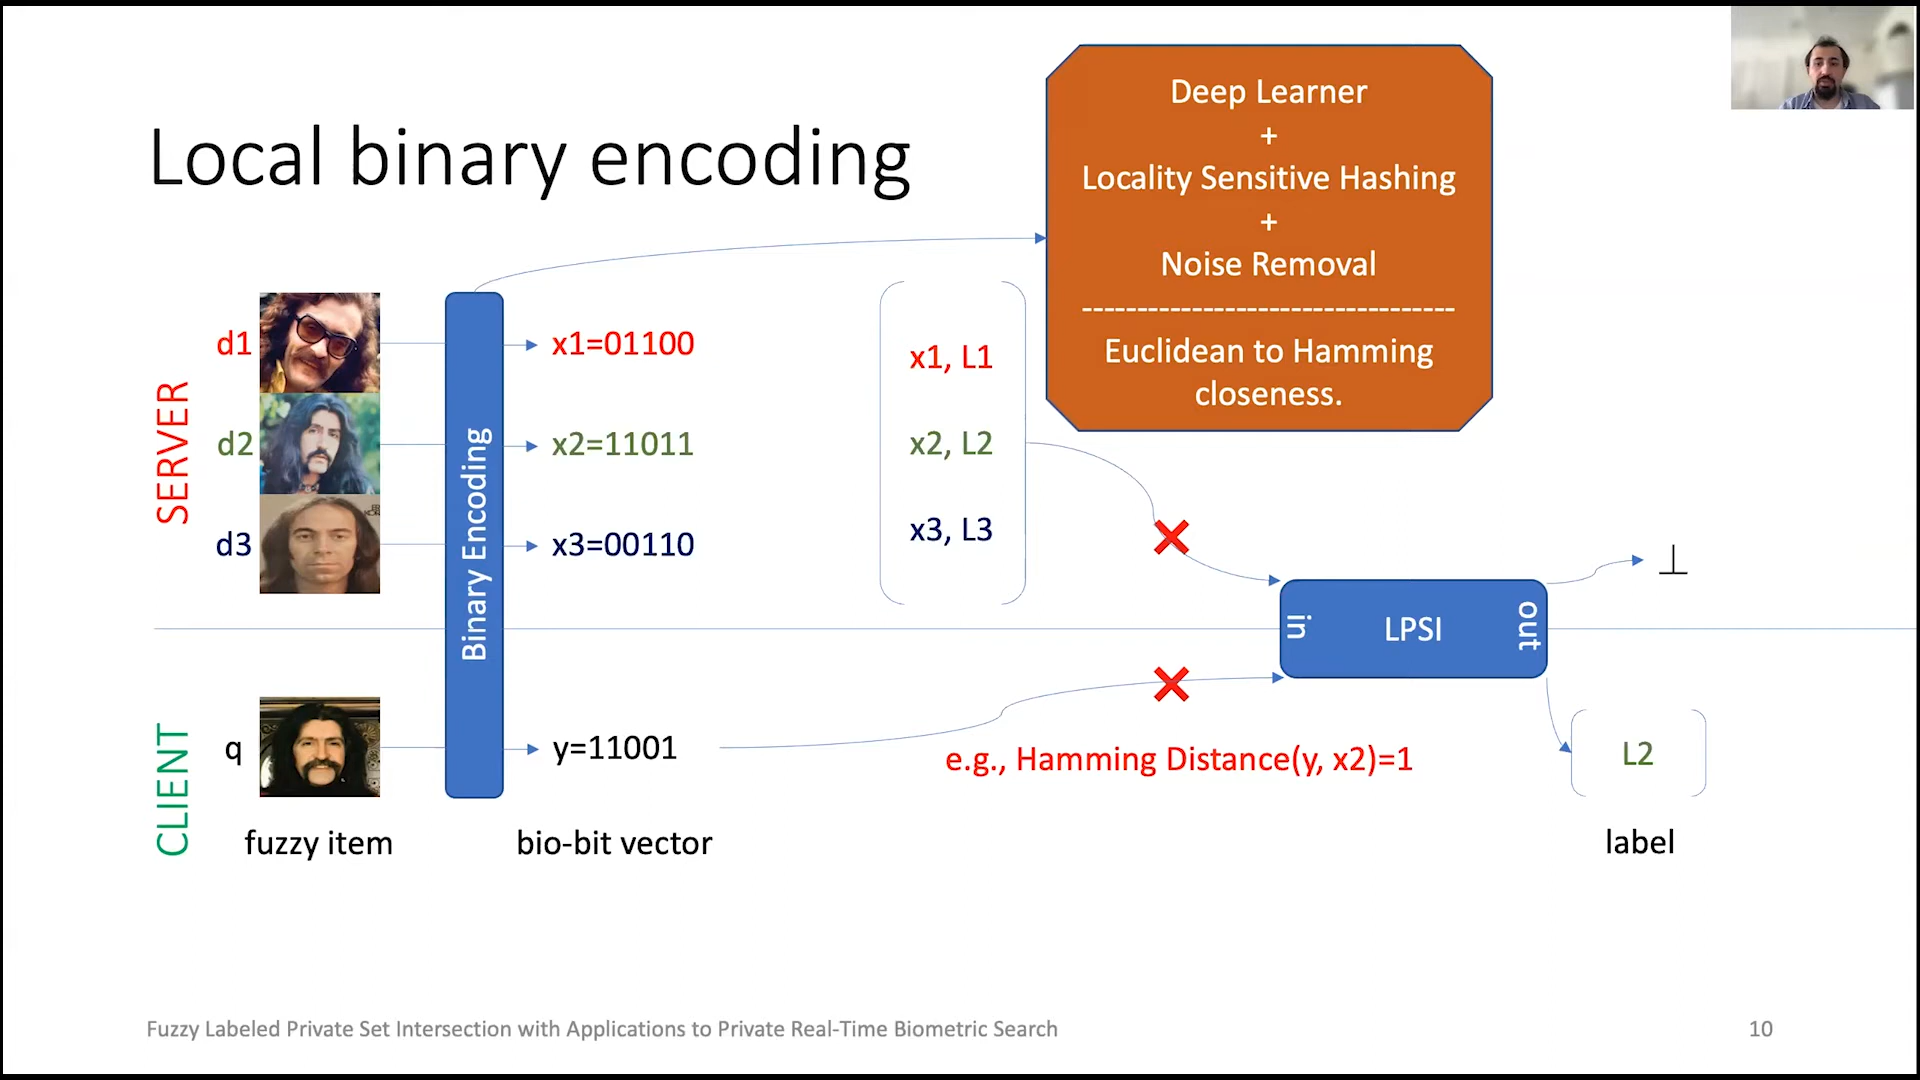 Local binary encoding
Deep Learner
+
Locality Sensitive Hashing
+
Noise Removal
----------------------------------
Euclidean to Hamming
closeness.
SERVER
d1
d2
d3
Binary Encoding
x1=01100
x2=11011
x3=00110
x1, L1
x2, L2
x3, L3
in
LPSI
out
⊥
CLIENT
q
y=11001
e.g., Hamming Distance(y, x2)=1
L2
fuzzy item
bio-bit vector
label
Fuzzy Labeled Private Set Intersection with Applications to Private Real-Time Biometric Search
10